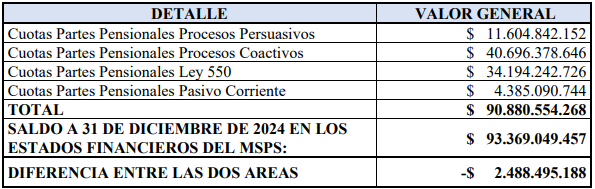 DETALLE VALOR GENERAL
Cuotas Partes Pensionales Procesos Persuasivos $ 11.604.842.152
Cuotas Partes Pensionales Procesos Coactivos $ 40.696.378.646
Cuotas Partes Pensionales Ley 550 $ 34.194.242.726
Cuotas Partes Pensionales Pasivo Corriente $ 4.385.090.744
TOTAL $ 90.880.554.268
SALDO A 31 DE DICIEMBRE DE 2024 EN LOS
ESTADOS FINANCIEROS DEL MSPS: $ 93.369.049.457
DIFERENCIA ENTRE LAS DOS AREAS -$ 2.488.495.188